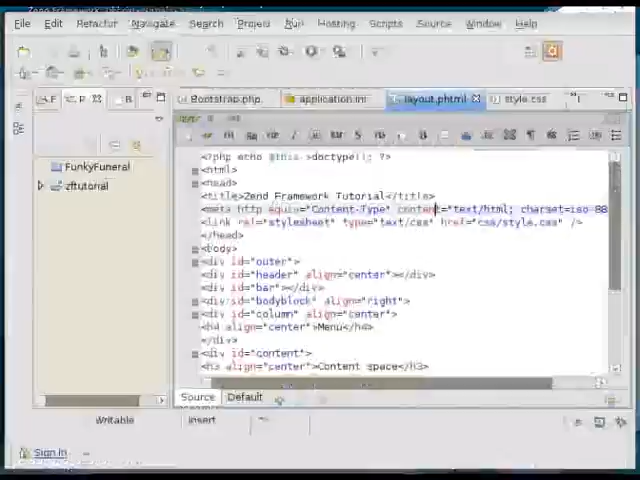 File Edit Navigate Search Project Run Hosting Scripts Source Window Help
Bootstrap.php application.ini layout.phtml style.css
FunkyFuneral
zftutorial
<?php echo $this->doctype(); ?>
<html>
<head>
<title>Zend Framework Tutorial</title>
<meta http-equiv="Content-Type" content="text/html; charset=iso-88
<link rel="stylesheet" type="text/css" href="css/style.css" />
</head>
<body>
<div id="outer">
<div id="header" align="center"></div>
<div id="bar"></div>
<div id="bodyblock" align="right">
<div id="column" align="center">
<h4 align="center">Menu</h4>
</div>
<div id="content">
<h3 align="center">Content space</h3>
Source Default
Writable Insert
Sign In